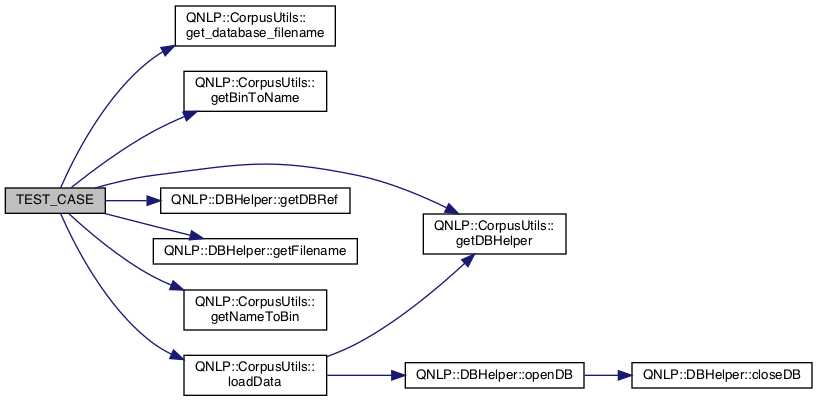 QNLP::CorpusUtils::
get_database_filename
QNLP::CorpusUtils::
getBinToName
TEST_CASE
QNLP::DBHelper::getDBRef
QNLP::CorpusUtils::
getDBHelper
QNLP::DBHelper::getFilename
QNLP::CorpusUtils::
getNameToBin
QNLP::CorpusUtils::
loadData
QNLP::DBHelper::openDB
QNLP::DBHelper::closeDB